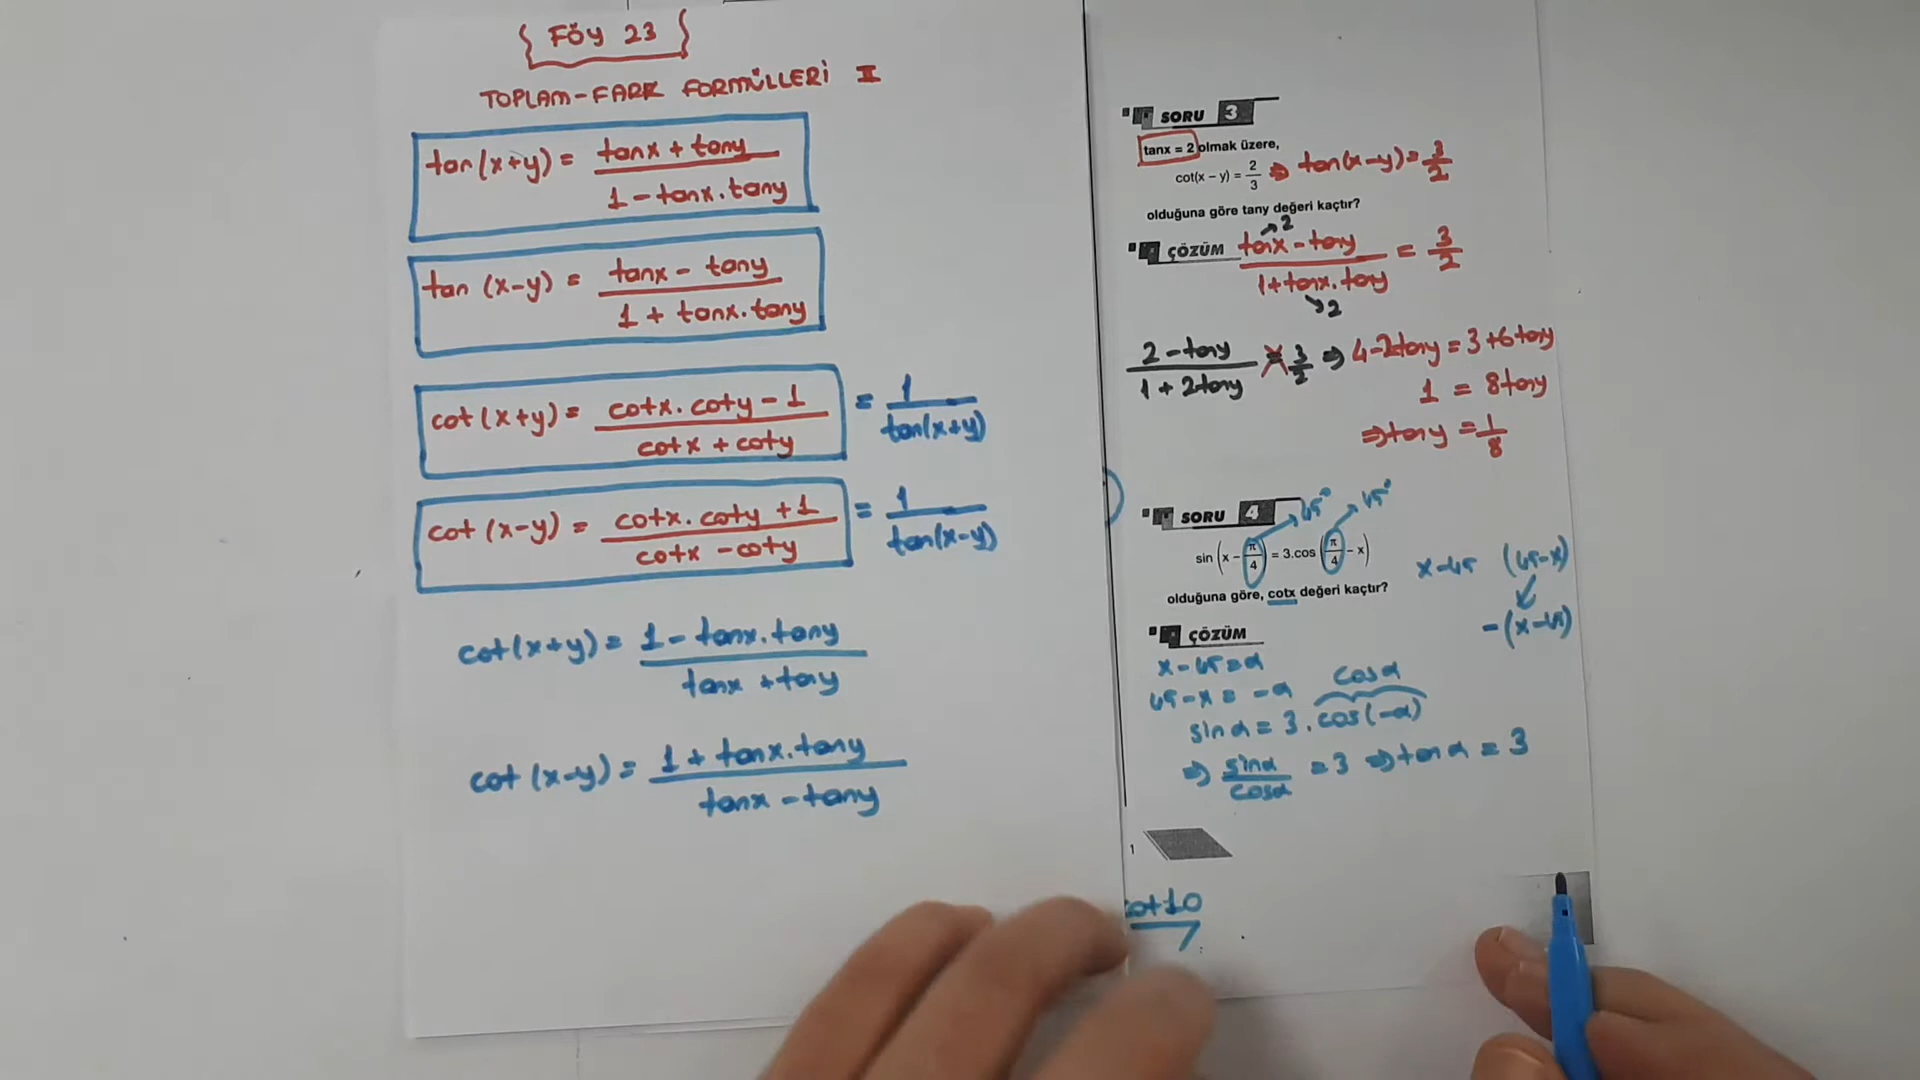 Föy 23
TOPLAM-FARK FORMÜLLERİ II
tan(x+y) = (tanx + tany) / (1 - tanx.tany)
tan (x-y) = (tanx - tany) / (1 + tanx.tany)
cot(x+y) = (cotx.coty - 1) / (cotx + coty) = 1 / tan(x+y)
cot (x-y) = (cotx.coty + 1) / (cotx - coty) = 1 / tan(x-y)
cot(x+y) = (1 - tanx.tany) / (tanx + tany)
cot (x-y) = (1 + tanx.tany) / (tanx - tany)
SORU 3
tanx = 2 olmak üzere,
cot(x – y) = 2/3 ⇒ tan(x-y) = 3/2
olduğuna göre tany değeri kaçtır?
ÇÖZÜM
(tanx - tany) / (1 + tanx.tany) = 3/2
→2
→2
(2 - tany) / (1 + 2tany) = 3/2 ⇒ 4-2tany = 3+6tany
1 = 8tany
⇒ tany = 1/8
SORU 4
45° 45°
sin (x – π/4) = 3.cos (π/4 – x)
x-45 (45-x)
-(x-45)
olduğuna göre, cotx değeri kaçtır?
ÇÖZÜM
x-45=α
45-x = -α
cosα
sinα = 3.cos(-α)
⇒ sinα/cosα = 3 ⇒ tanα = 3
1
cot10